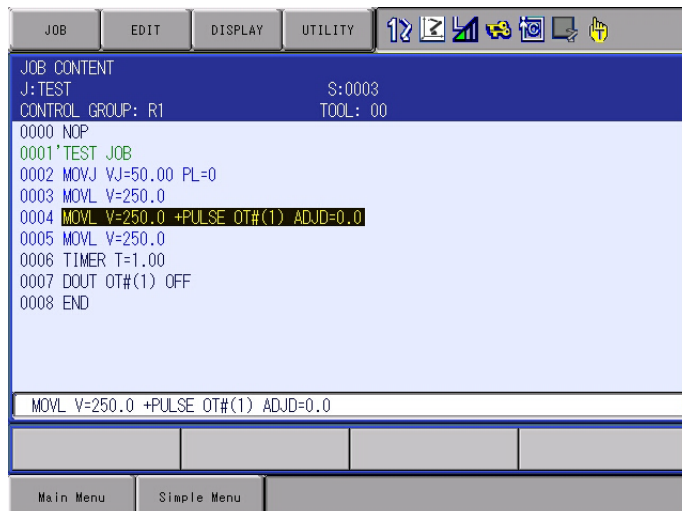 JOB EDIT DISPLAY UTILITY
JOB CONTENT
J:TEST S:0003
CONTROL GROUP: R1 TOOL: 00
0000 NOP
0001'TEST JOB
0002 MOVJ VJ=50.00 PL=0
0003 MOVL V=250.0
0004 MOVL V=250.0 +PULSE OT#(1) ADJD=0.0
0005 MOVL V=250.0
0006 TIMER T=1.00
0007 DOUT OT#(1) OFF
0008 END
MOVL V=250.0 +PULSE OT#(1) ADJD=0.0
Main Menu Simple Menu